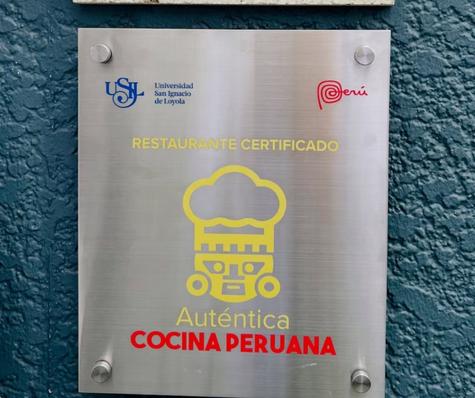 USIL
Universidad
San Ignacio
de Loyola
Perú
RESTAURANTE CERTIFICADO
Auténtica
COCINA PERUANA